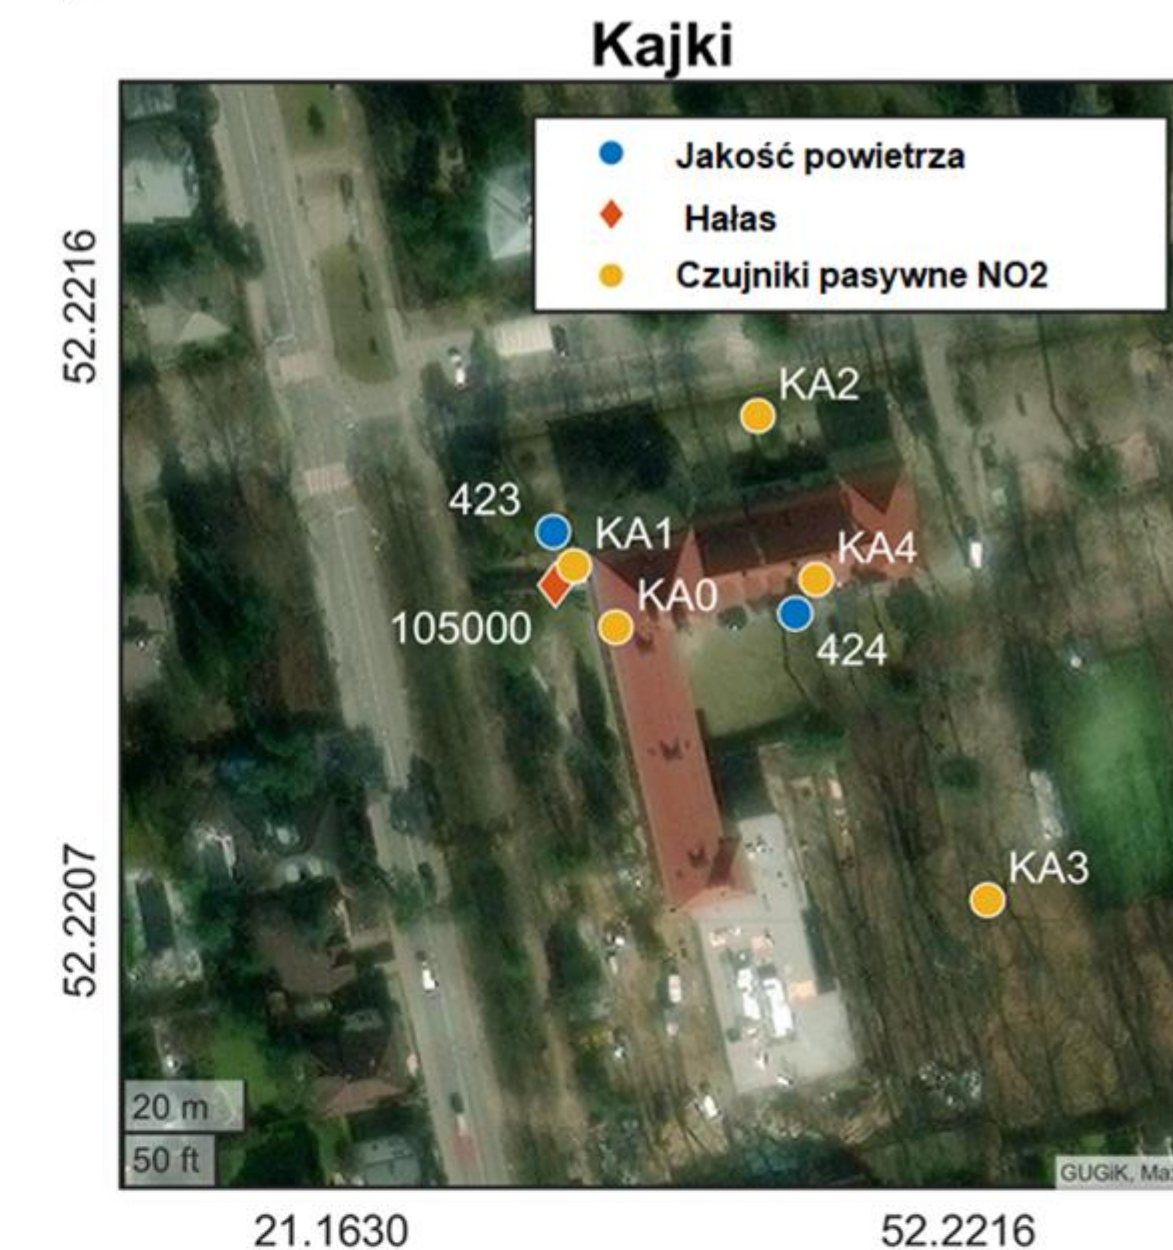 Kajki
Jakość powietrza
Hałas
Czujniki pasywne NO2
52.2216
KA2
423
KA1
KA4
KA0
105000
424
52.2207
KA3
20 m
50 ft
GUGiK,
21.1630
52.2216